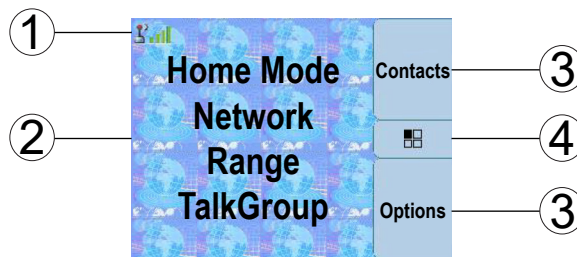 1
Home Mode
Network
Range
TalkGroup
2
Contacts
3
4
Options
3